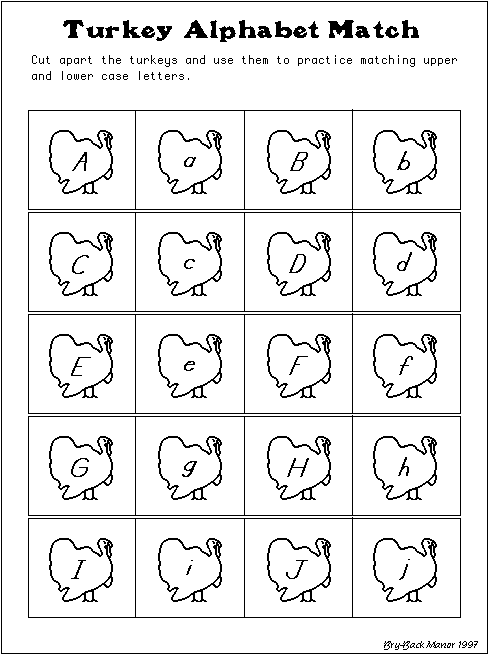 Turkey Alphabet Match
Cut apart the turkeys and use them to practice matching upper
and lower case letters.
A a B b
C c D d
E e F f
G g H h
I i J j
Bry-Back Manor 1997